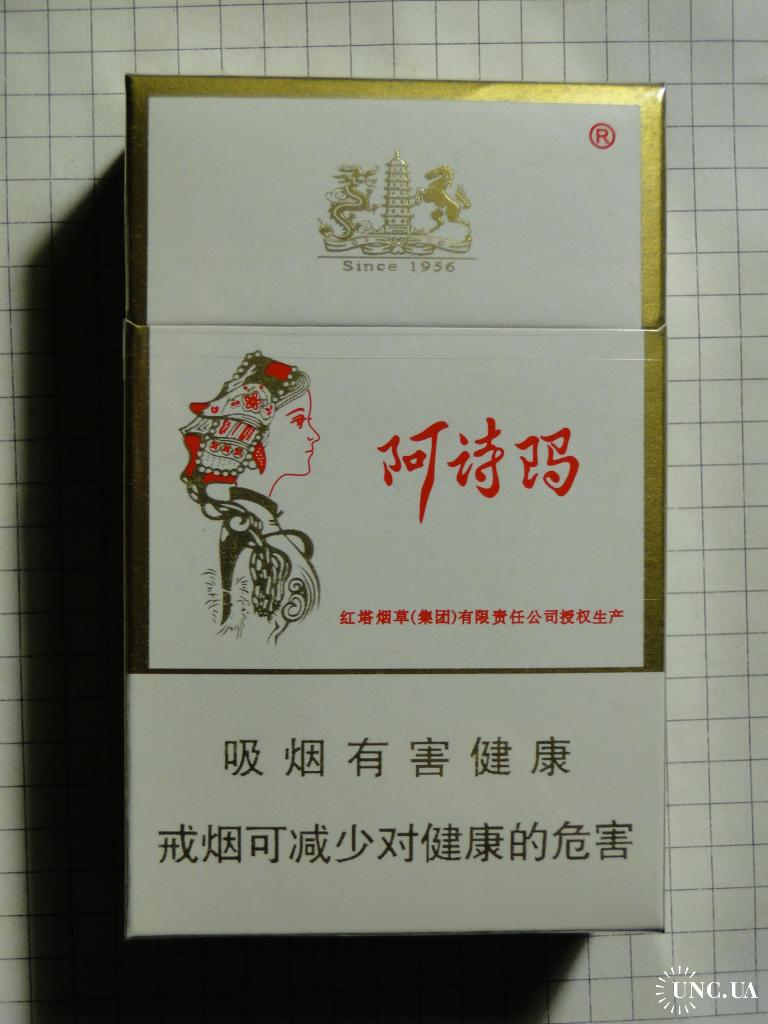 ®
Since 1956
阿诗玛
红塔烟草(集团)有限责任公司授权生产
吸烟有害健康
戒烟可减少对健康的危害
UNC.UA